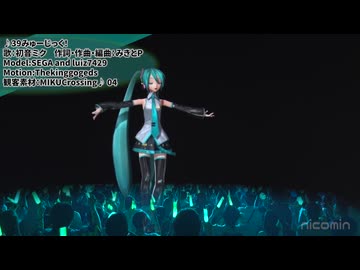 ♪39みゅーじっく!
歌:初音ミク 作詞・作曲・編曲:みきとP
Model:SEGA and luiz7429
Motion:Thekinggogeds
観客素材:MIKUCrossing♪ 04
nicomin